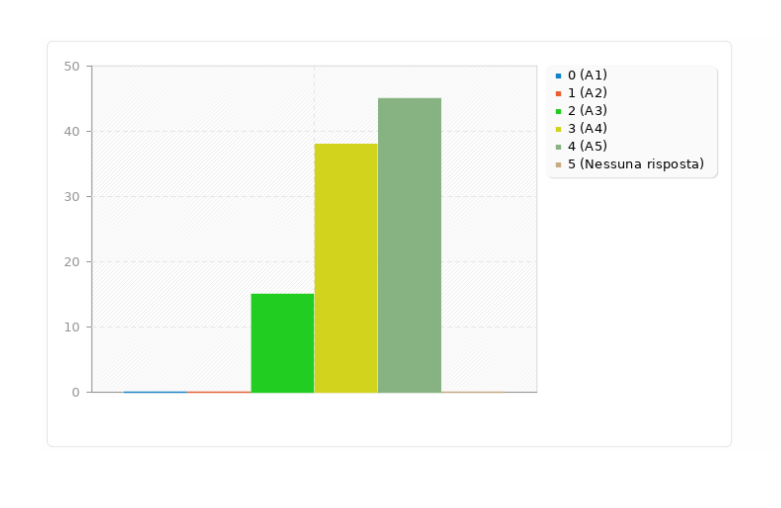 50
40
30
20
10
0
0 (A1)
1 (A2)
2 (A3)
3 (A4)
4 (A5)
5 (Nessuna risposta)